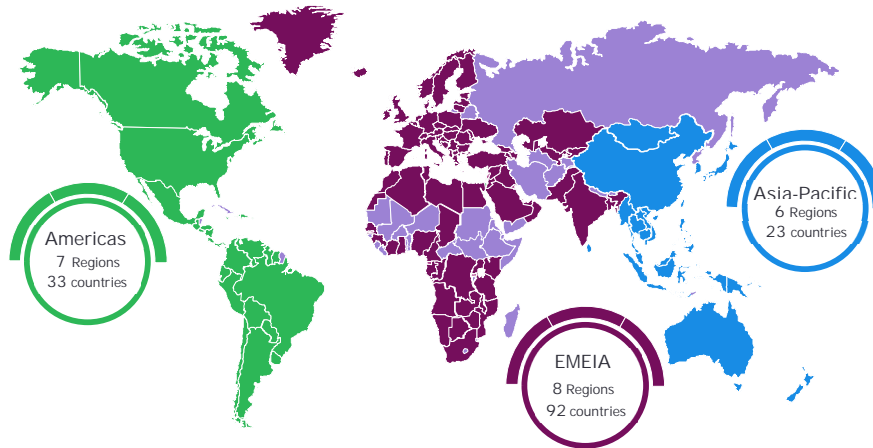 Americas
7 Regions
33 countries
Asia-Pacific
6 Regions
23 countries
EMEIA
8 Regions
92 countries